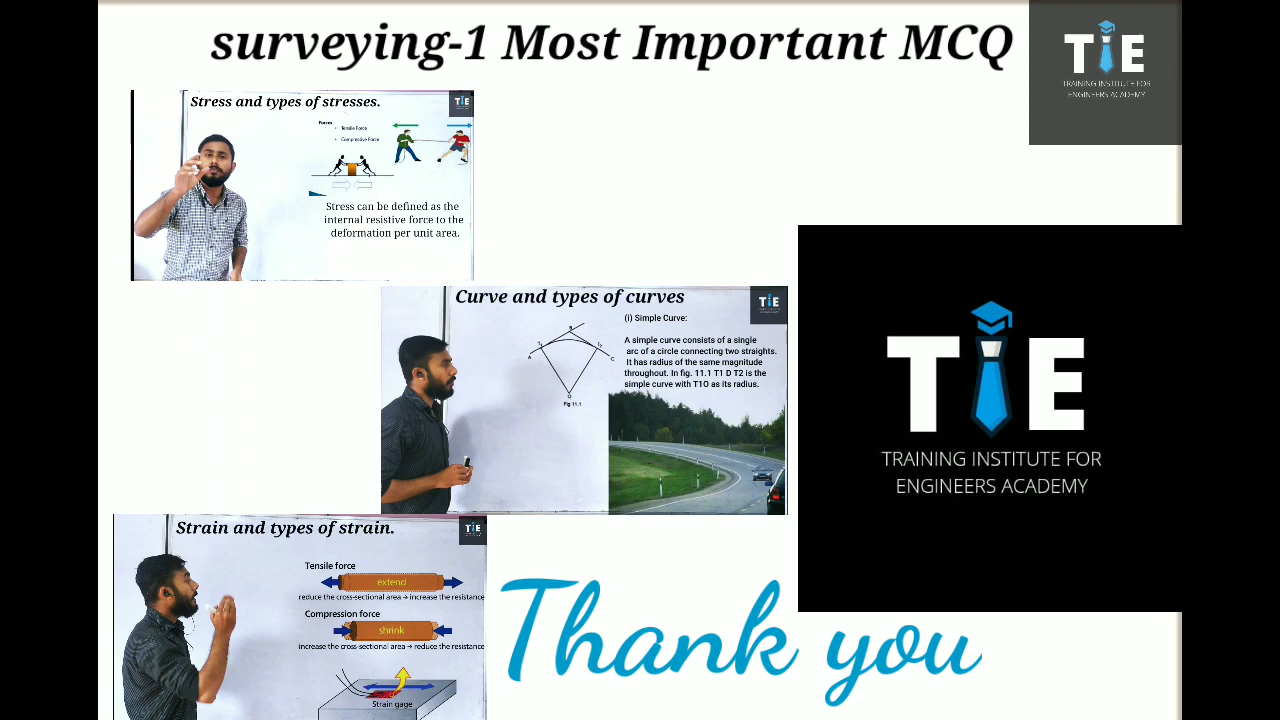 surveying-1 Most Important MCQ
TiE
TRAINING INSTITUTE FOR
ENGINEERS ACADEMY
Stress and types of stresses.
TiE
Forces
• Tensile Force
• Compressive Force
Stress can be defined as the
internal resistive force to the
deformation per unit area.
Curve and types of curves
TiE
(i) Simple Curve:
A simple curve consists of a single
arc of a circle connecting two straights.
It has radius of the same magnitude
throughout. In fig. 11.1 T1 D T2 is the
simple curve with T1O as its radius.
B
T₁
T₂
A
C
O
Fig 11.1
TiE
TRAINING INSTITUTE FOR
ENGINEERS ACADEMY
Strain and types of strain.
TiE
Tensile force
extend
reduce the cross-sectional area → increase the resistance
Compression force
shrink
increase the cross-sectional area → reduce the resistance
Strain gage
Thank you